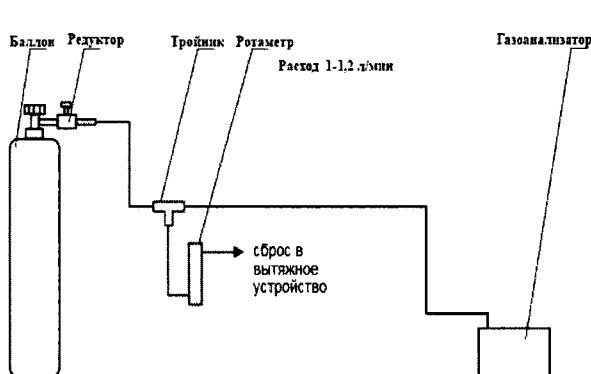 Баллон Редуктор Тройник Ротаметр Газоанализатор
Расход 1-1,2 л/мин
сброс в
вытяжное
устройство